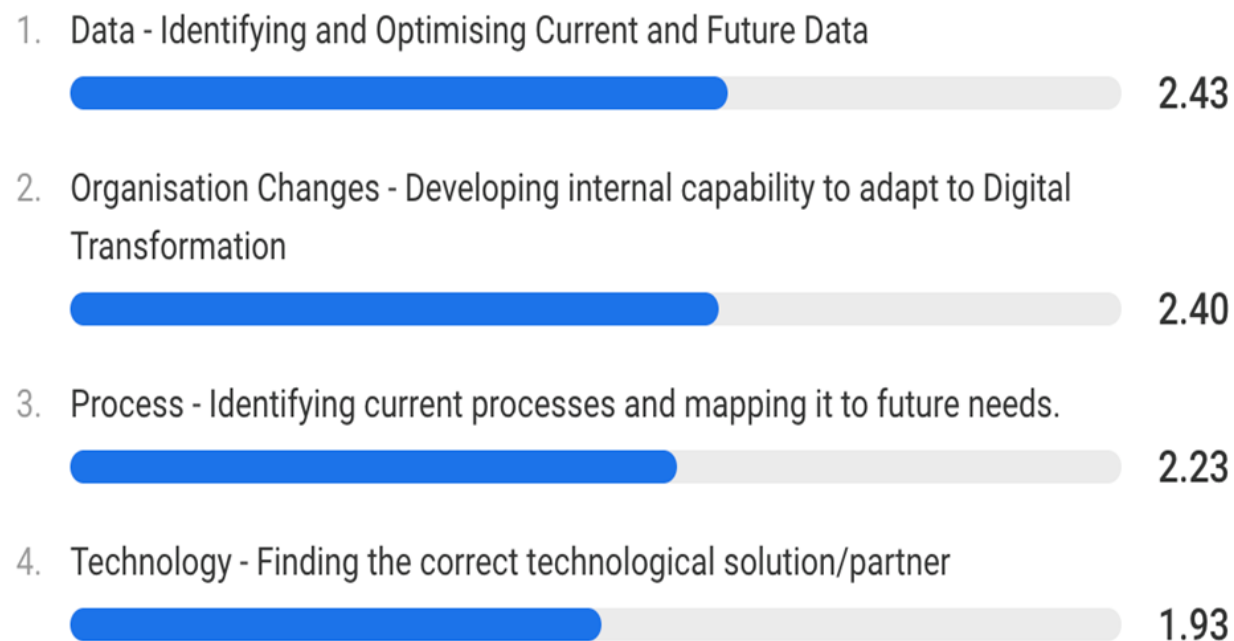 1. Data - Identifying and Optimising Current and Future Data
2.43
2. Organisation Changes - Developing internal capability to adapt to Digital
Transformation
2.40
3. Process - Identifying current processes and mapping it to future needs.
2.23
4. Technology - Finding the correct technological solution/partner
1.93